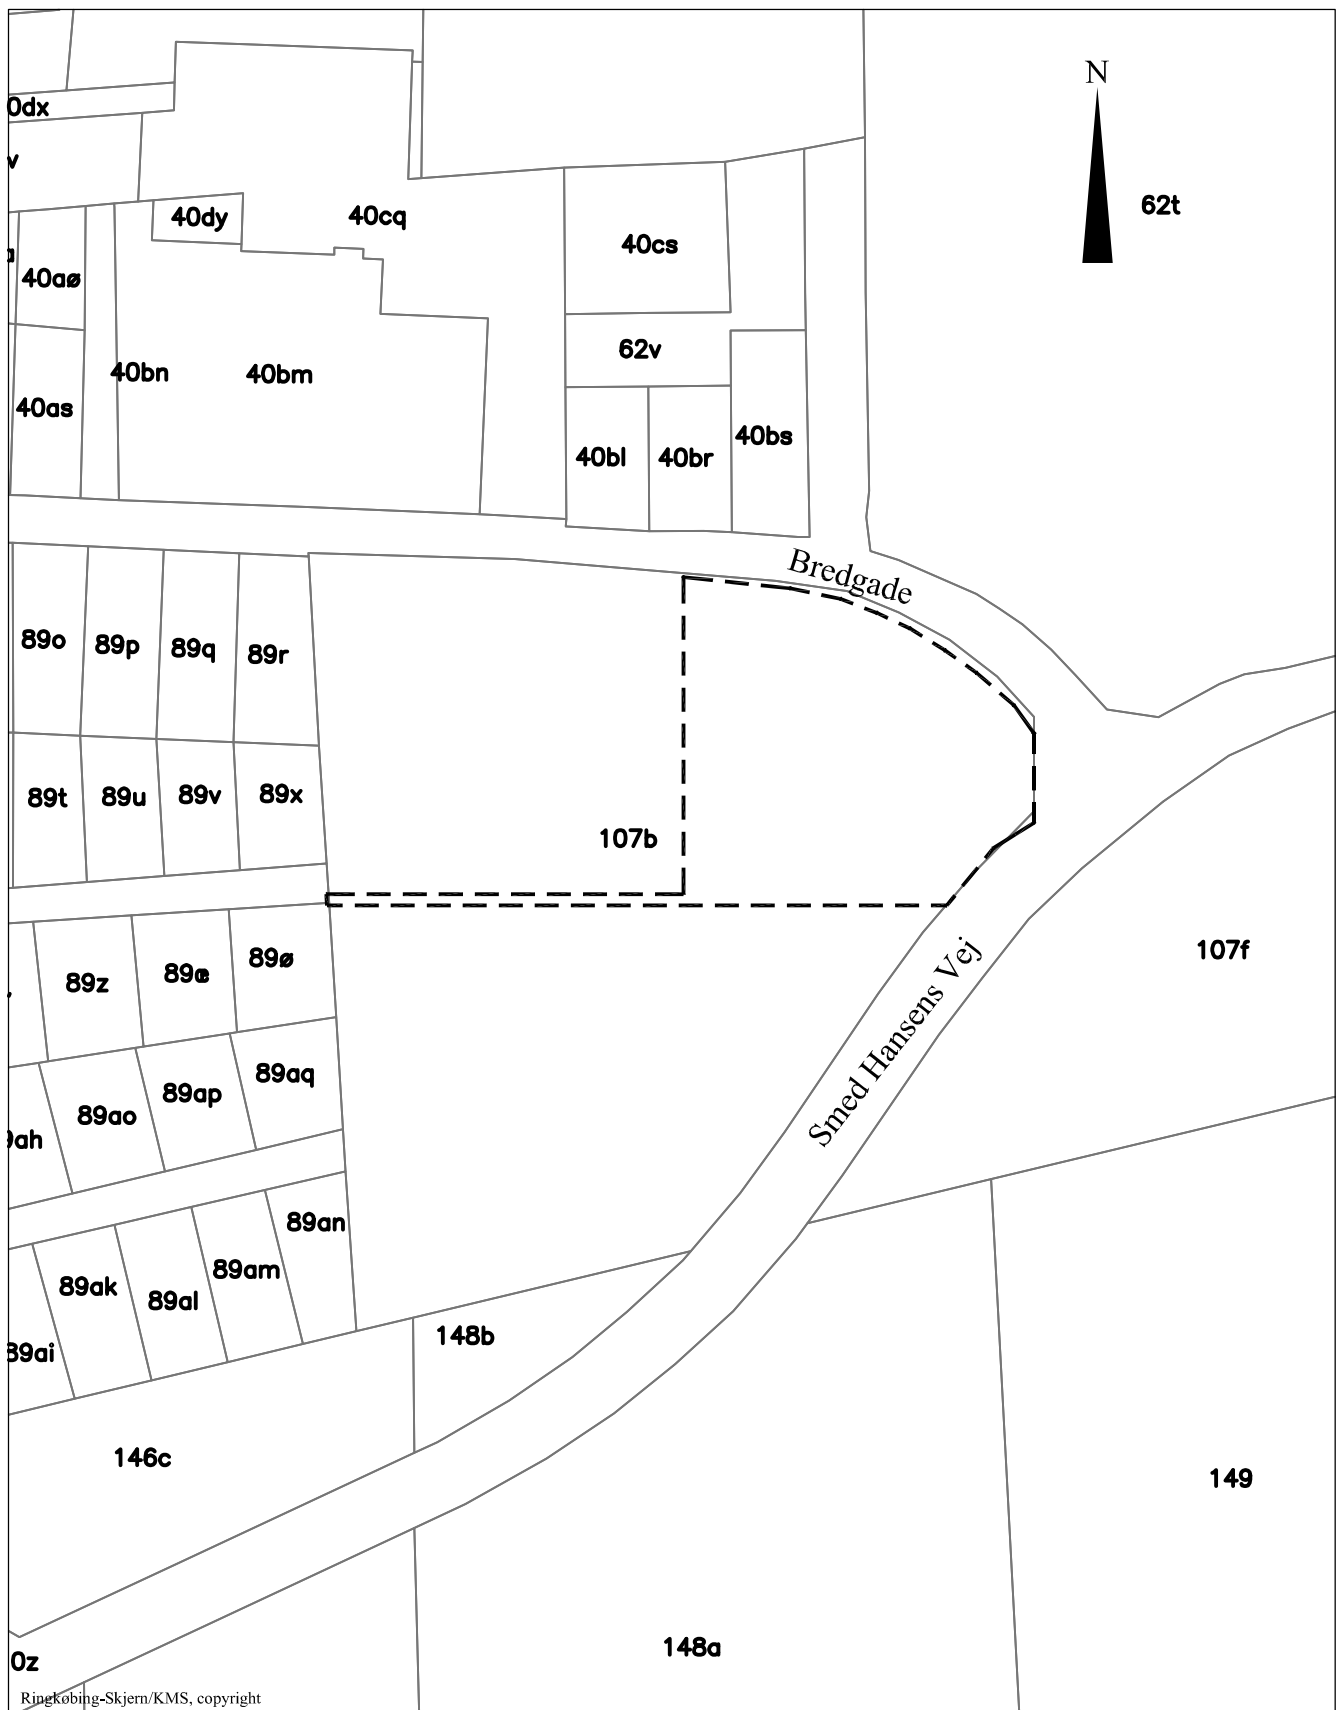 N
0dx
v
62t
40dy
40cq
40cs
40aø
62v
40bn
40bm
40as
40bs
40bl
40br
Bredgade
89o
89p
89q
89r
89t
89u
89v
89x
107b
89z
89æ
89ø
107f
Smed Hansens Vej
89aq
89ap
89ao
9ah
89an
89am
89ak
89al
148b
89ai
146c
149
148a
0z
Ringkøbing-Skjern/KMS, copyright